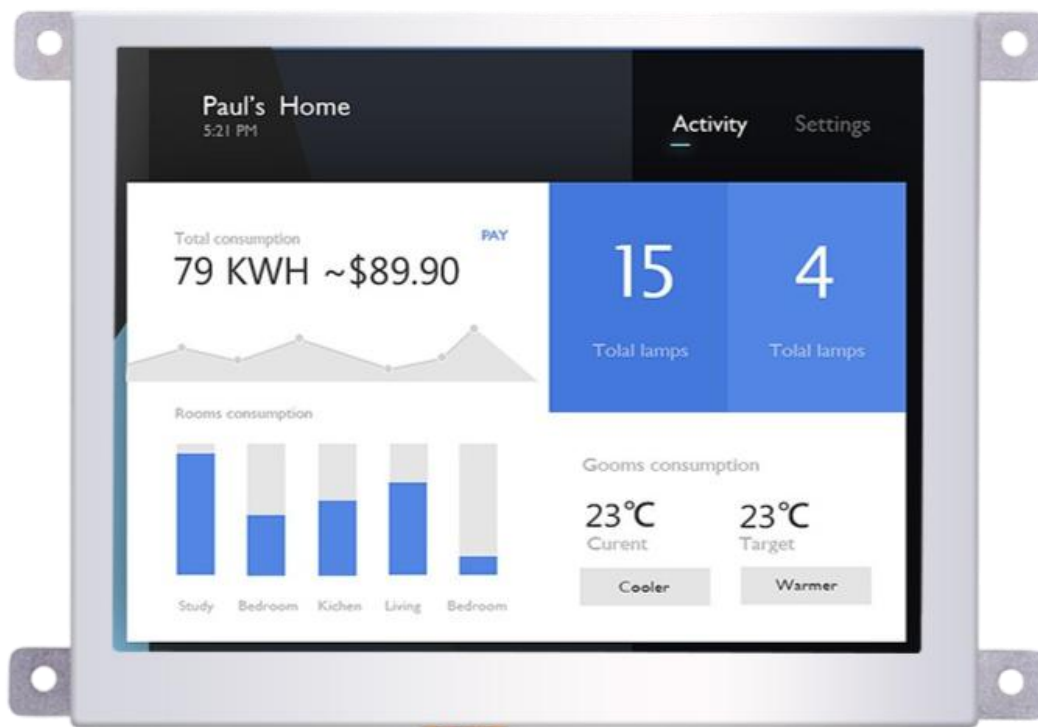 Paul's Home
5:21 PM
Activity Settings
Total consumption
PAY
79 KWH ~$89.90
15
Tolal lamps
4
Tolal lamps
Rooms consumption
Study Bedroom Kichen Living Bedroom
Gooms consumption
23℃ 23℃
Curent Target
Cooler Warmer